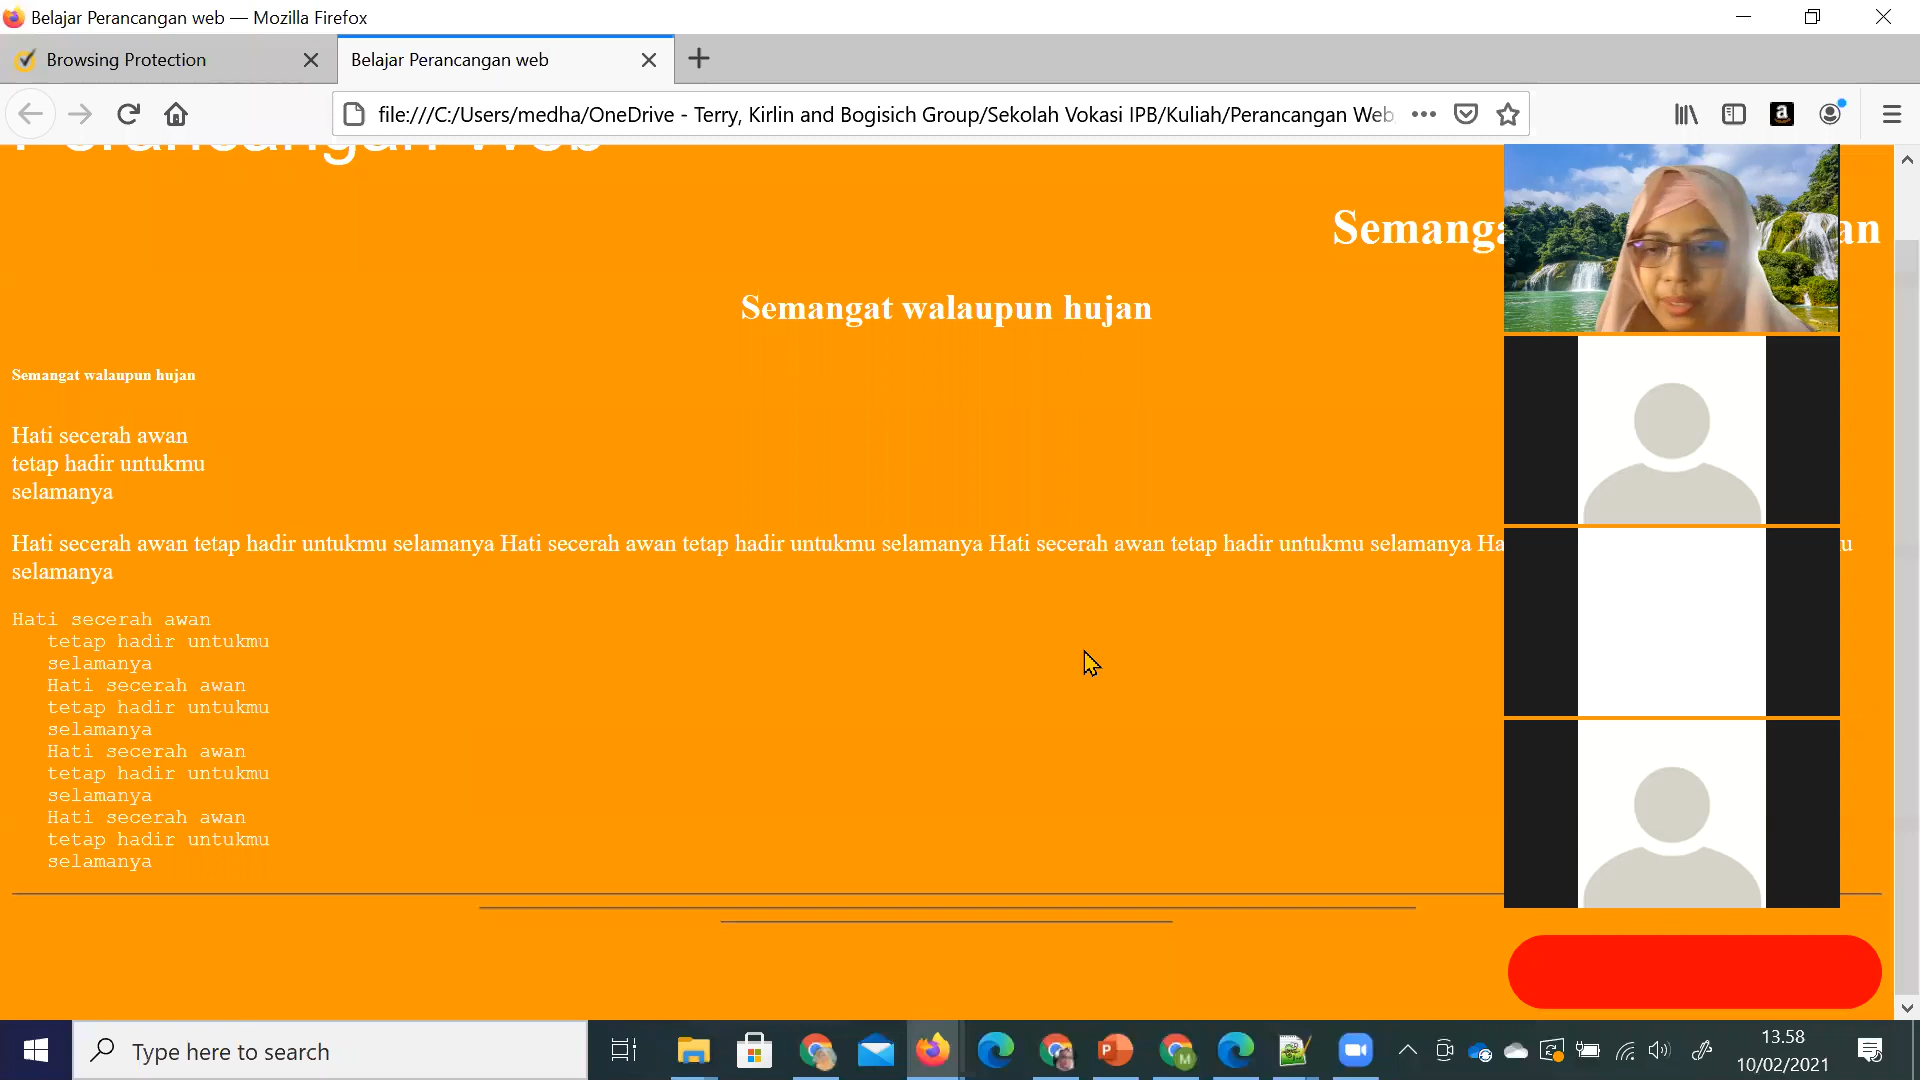 Belajar Perancangan web — Mozilla Firefox
Browsing Protection
Belajar Perancangan web
file:///C:/Users/medha/OneDrive - Terry, Kirlin and Bogisich Group/Sekolah Vokasi IPB/Kuliah/Perancangan Web
Perancangan Web
Semanga an
Semangat walaupun hujan
Semangat walaupun hujan
Hati secerah awan
tetap hadir untukmu
selamanya
Hati secerah awan tetap hadir untukmu selamanya Hati secerah awan tetap hadir untukmu selamanya Hati secerah awan tetap hadir untukmu selamanya Ha u
selamanya
Hati secerah awan
tetap hadir untukmu
selamanya
Hati secerah awan
tetap hadir untukmu
selamanya
Hati secerah awan
tetap hadir untukmu
selamanya
Hati secerah awan
tetap hadir untukmu
selamanya
Type here to search
13.58
10/02/2021